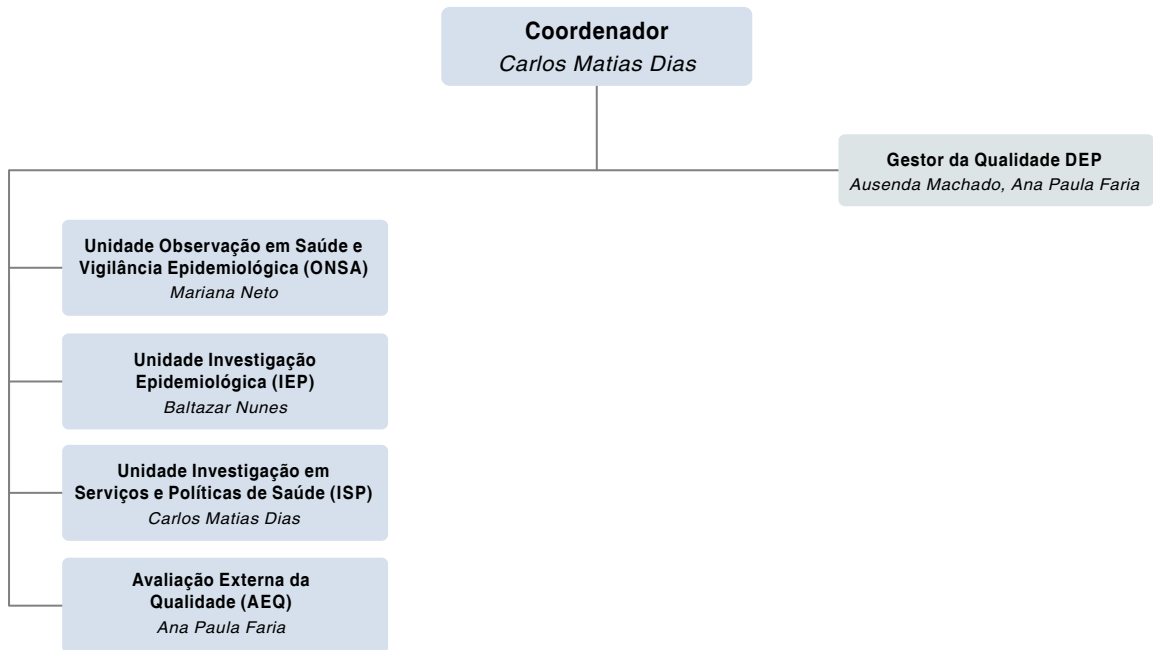 Coordenador
Carlos Matias Dias
Gestor da Qualidade DEP
Ausenda Machado, Ana Paula Faria
Unidade Observação em Saúde e
Vigilância Epidemiológica (ONSA)
Mariana Neto
Unidade Investigação
Epidemiológica (IEP)
Baltazar Nunes
Unidade Investigação em
Serviços e Políticas de Saúde (ISP)
Carlos Matias Dias
Avaliação Externa da
Qualidade (AEQ)
Ana Paula Faria